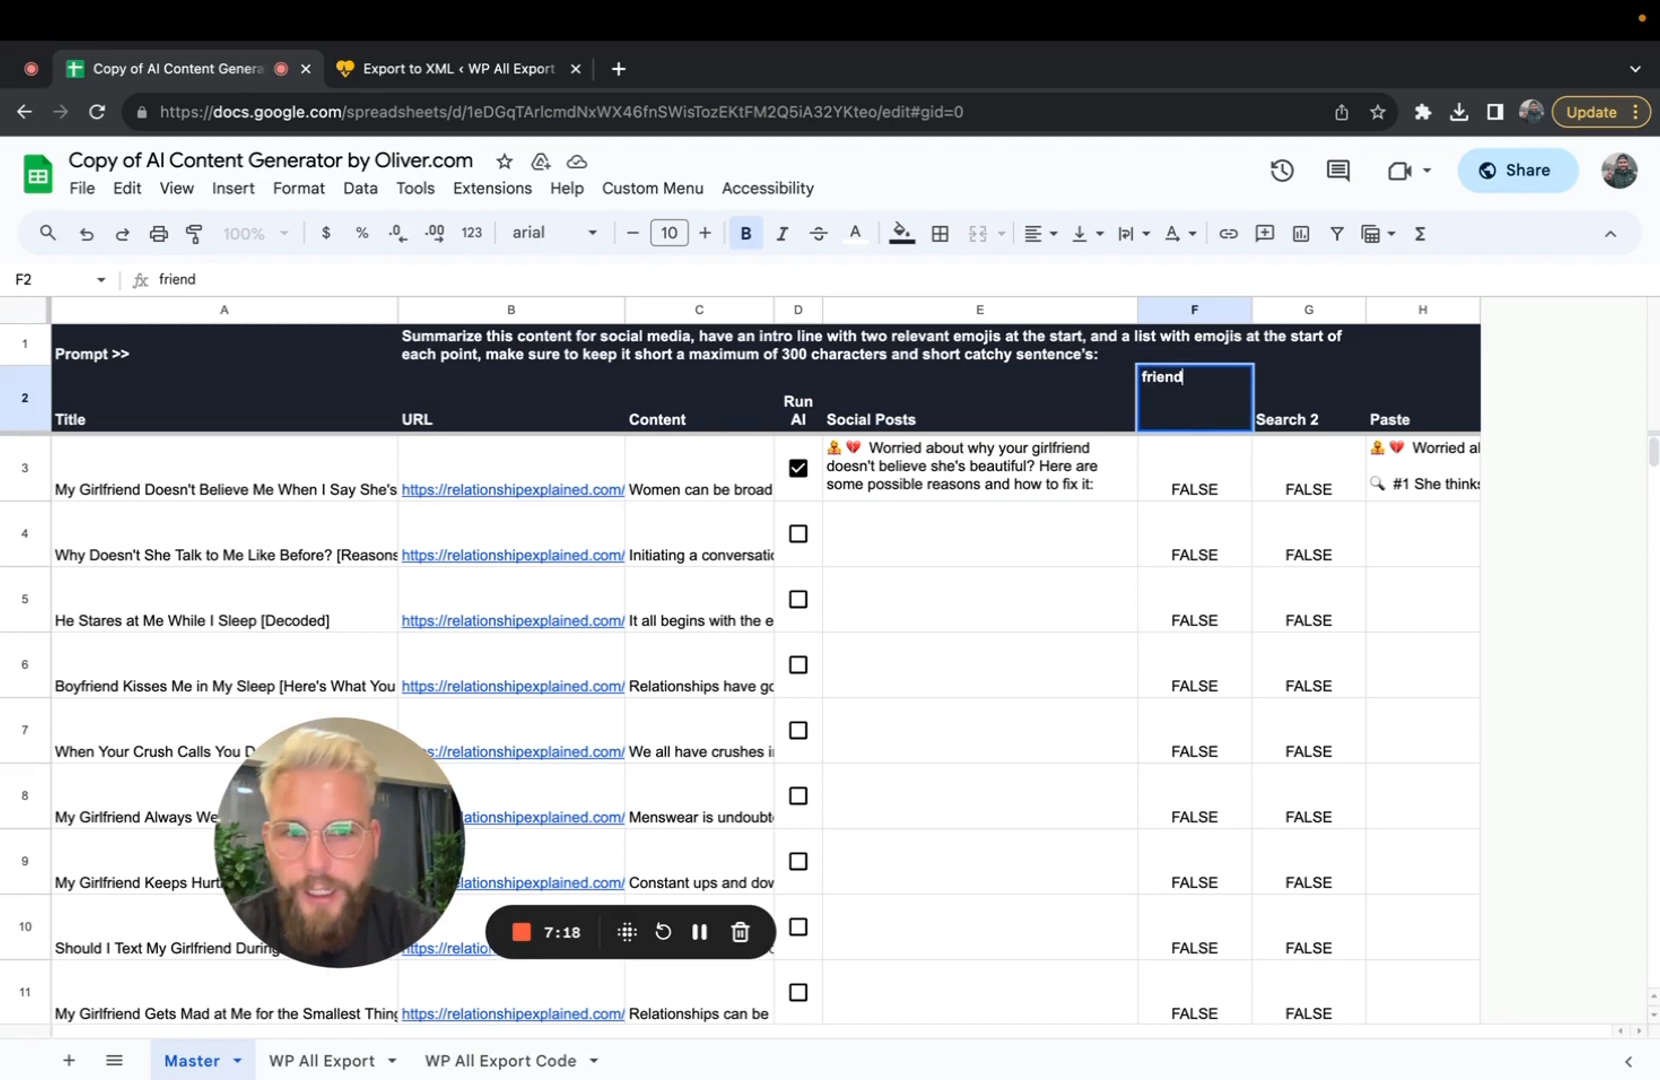 Copy of AI Content Genera
Export to XML ‹ WP All Export
https://docs.google.com/spreadsheets/d/1eDGqTArlcmdNxWX46fnSWisTozEKtFM2Q5iA32YKteo/edit#gid=0
Update
Copy of AI Content Generator by Oliver.com
File Edit View Insert Format Data Tools Extensions Help Custom Menu Accessibility
Share
100% $ % .0 .00 123 arial 10 B I S A
F2 fx friend
A B C D E F G H
1 Prompt >> Summarize this content for social media, have an intro line with two relevant emojis at the start, and a list with emojis at the start of
each point, make sure to keep it short a maximum of 300 characters and short catchy sentence's:
friend
2 Title URL Content Run AI Social Posts Search 2 Paste
💔 Worried about why your girlfriend 💔 Worried al
doesn't believe she's beautiful? Here are
some possible reasons and how to fix it: 🔍 #1 She thinks
3 My Girlfriend Doesn't Believe Me When I Say She's https://relationshipexplained.com/ Women can be broad FALSE FALSE
4 Why Doesn't She Talk to Me Like Before? [Reasons https://relationshipexplained.com/ Initiating a conversatic FALSE FALSE
5 He Stares at Me While I Sleep [Decoded] https://relationshipexplained.com/ It all begins with the e FALSE FALSE
6 Boyfriend Kisses Me in My Sleep [Here's What You https://relationshipexplained.com/ Relationships have go FALSE FALSE
7 When Your Crush Calls You D s://relationshipexplained.com/ We all have crushes i FALSE FALSE
8 My Girlfriend Always We elationshipexplained.com/ Menswear is undoubt FALSE FALSE
9 My Girlfriend Keeps Hurt elationshipexplained.com/ Constant ups and dow FALSE FALSE
7:18
10 Should I Text My Girlfriend During https://relatio FALSE FALSE
11 My Girlfriend Gets Mad at Me for the Smallest Thing https://relationshipexplained.com/ Relationships can be FALSE FALSE
Master WP All Export WP All Export Code